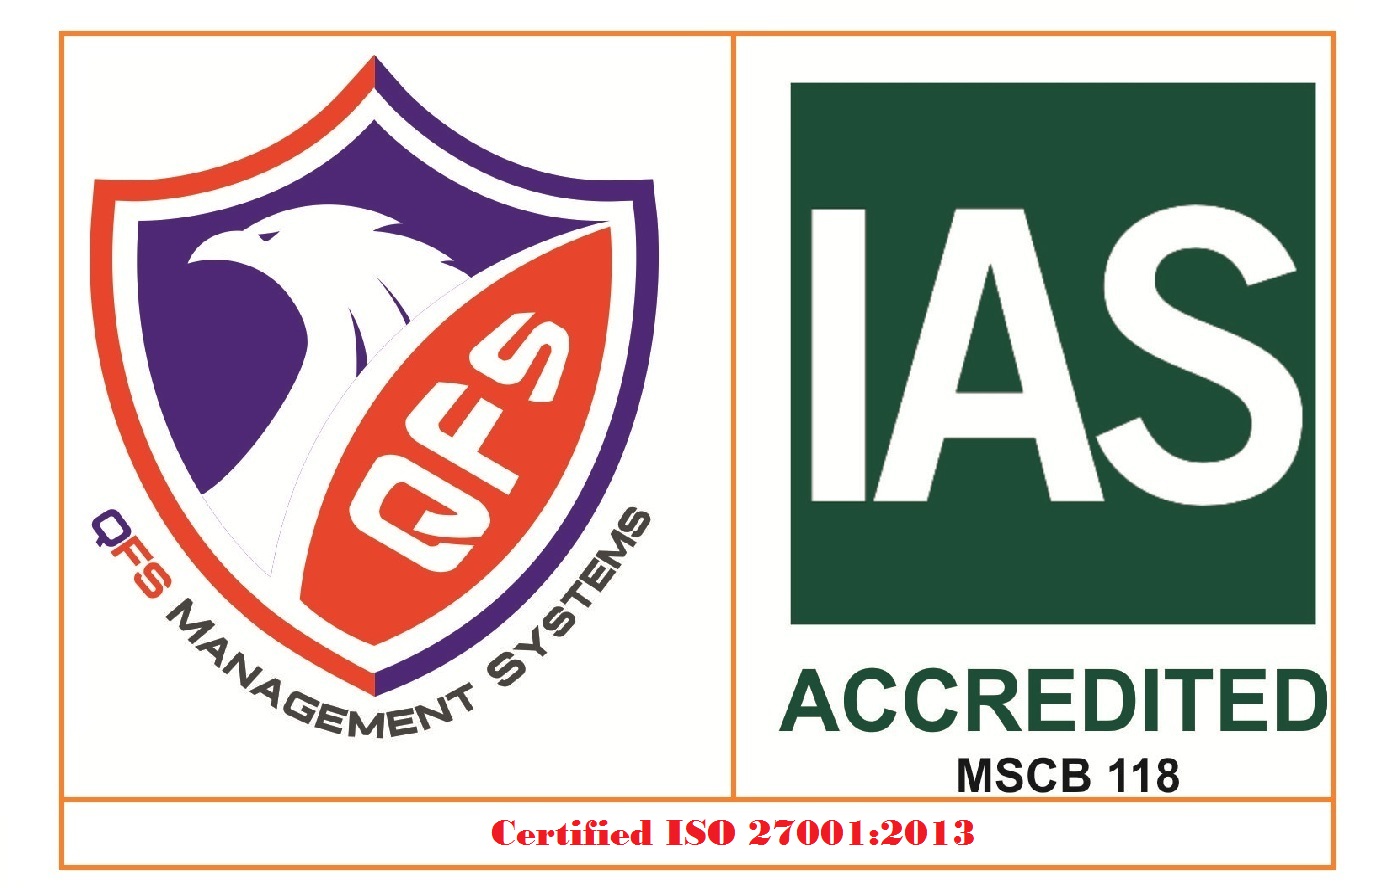 QFS
QFS MANAGEMENT SYSTEMS
IAS
ACCREDITED
MSCB 118
Certified ISO 27001:2013